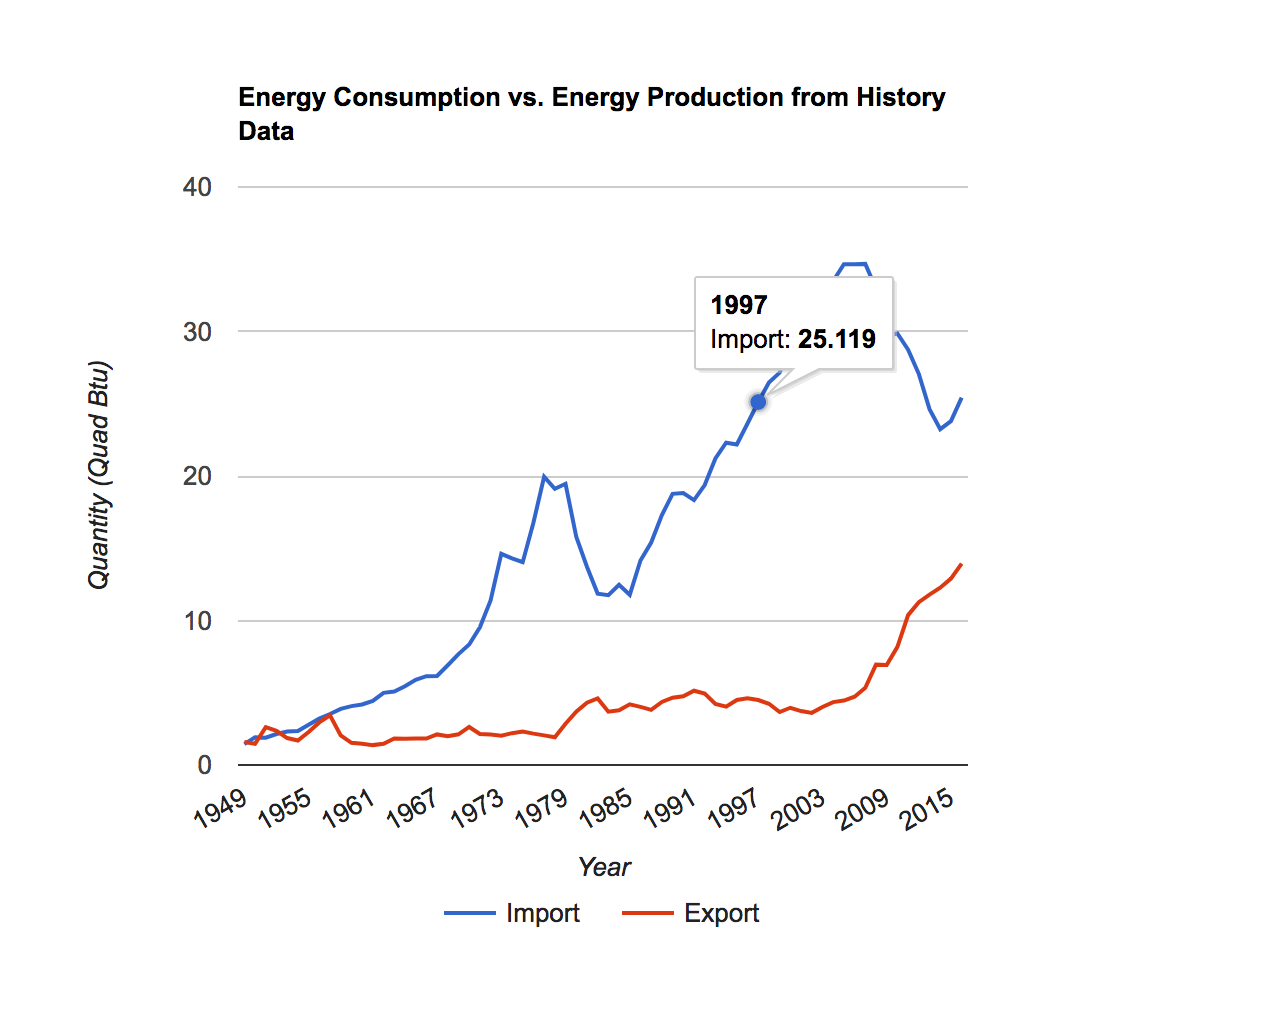 Energy Consumption vs. Energy Production from History
Data
40
30
20
10
0
Quantity (Quad Btu)
1997
Import: 25.119
1949
1955
1961
1967
1973
1979
1985
1991
1997
2003
2009
2015
Year
Import
Export